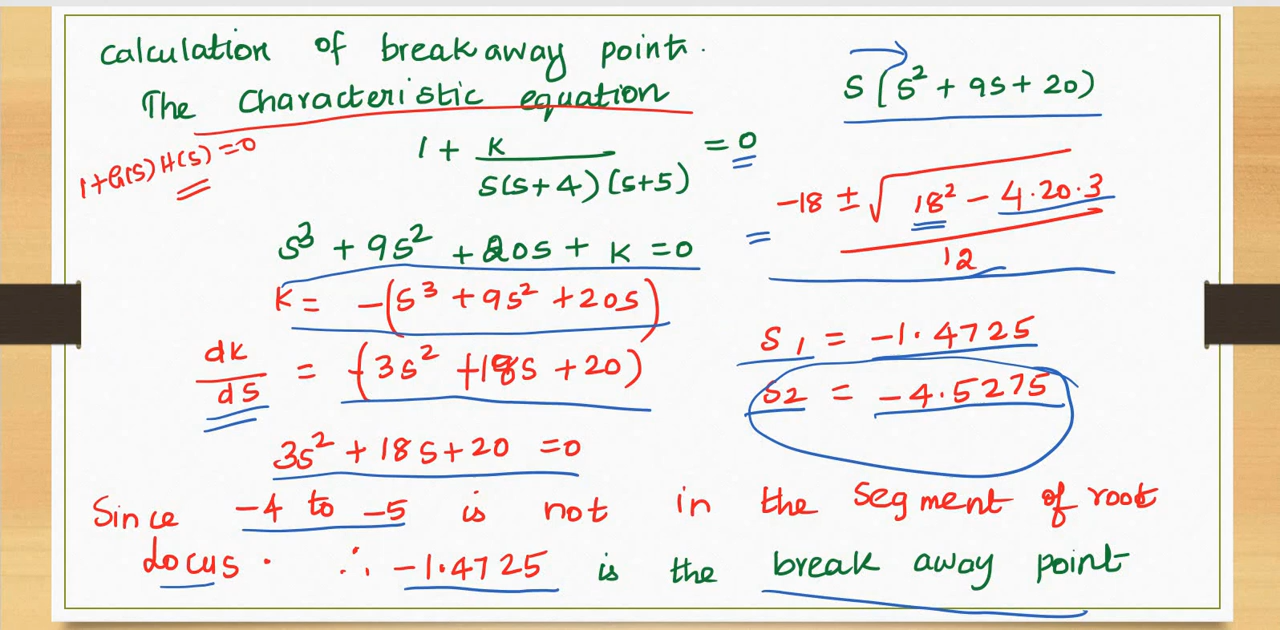 calculation of break away point.
The Characteristic equation
1+G(s) H(s) = 0
1 + K / S(S+4)(S+5) = 0
S³ + 9S² + 20S + K = 0
K = -(S³ + 9S² + 20S)
dK/dS = -(3S² + 18S + 20)
3S² + 18S + 20 = 0
S(S² + 9S + 20)
= -18 ± √18² - 4.20.3 / 12
S1 = -1.4725
S2 = -4.5275
Since -4 to -5 is not in the segment of root
Locus. ∴ -1.4725 is the break away point